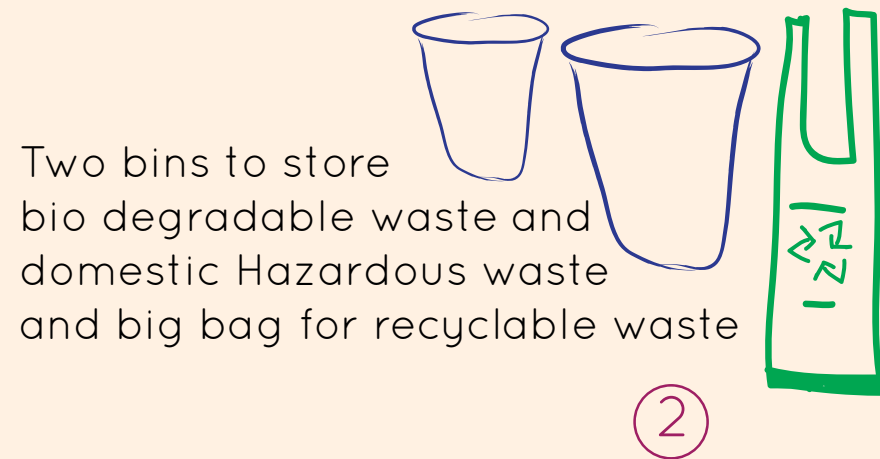 Two bins to store
bio degradable waste and
domestic Hazardous waste
and big bag for recyclable waste
2